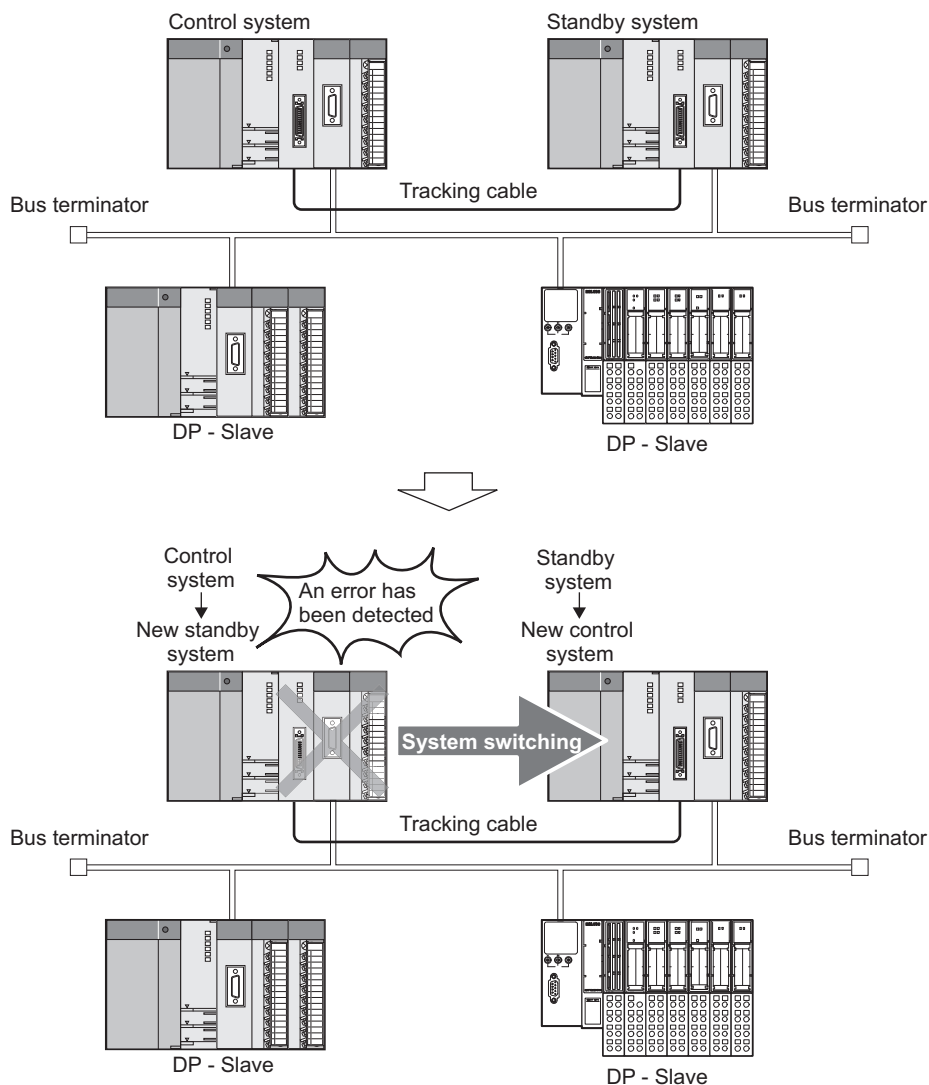 Control system
Standby system
Tracking cable
Bus terminator
Bus terminator
DP - Slave
DP - Slave
Control
system
New standby
system
An error has
been detected
Standby
system
New control
system
System switching
Tracking cable
Bus terminator
Bus terminator
DP - Slave
DP - Slave